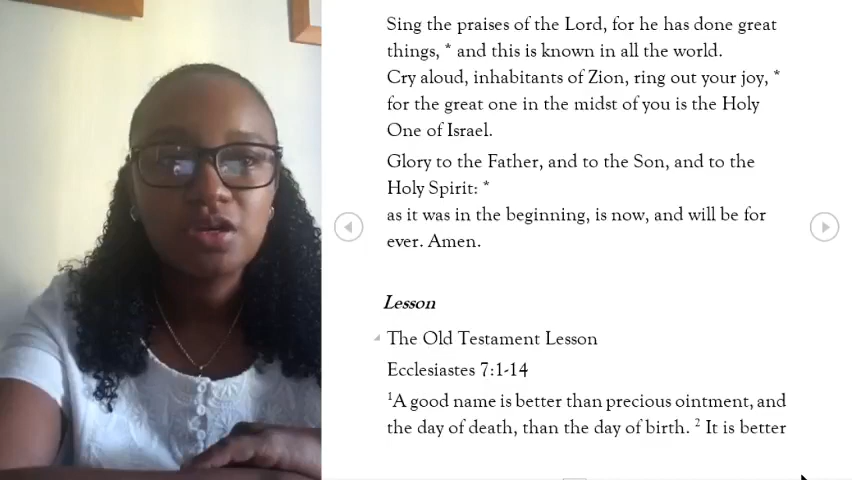 Sing the praises of the Lord, for he has done great
things, * and this is known in all the world.
Cry aloud, inhabitants of Zion, ring out your joy, *
for the great one in the midst of you is the Holy
One of Israel.
Glory to the Father, and to the Son, and to the
Holy Spirit: *
as it was in the beginning, is now, and will be for
ever. Amen.
Lesson
The Old Testament Lesson
Ecclesiastes 7:1-14
¹A good name is better than precious ointment, and
the day of death, than the day of birth. ² It is better